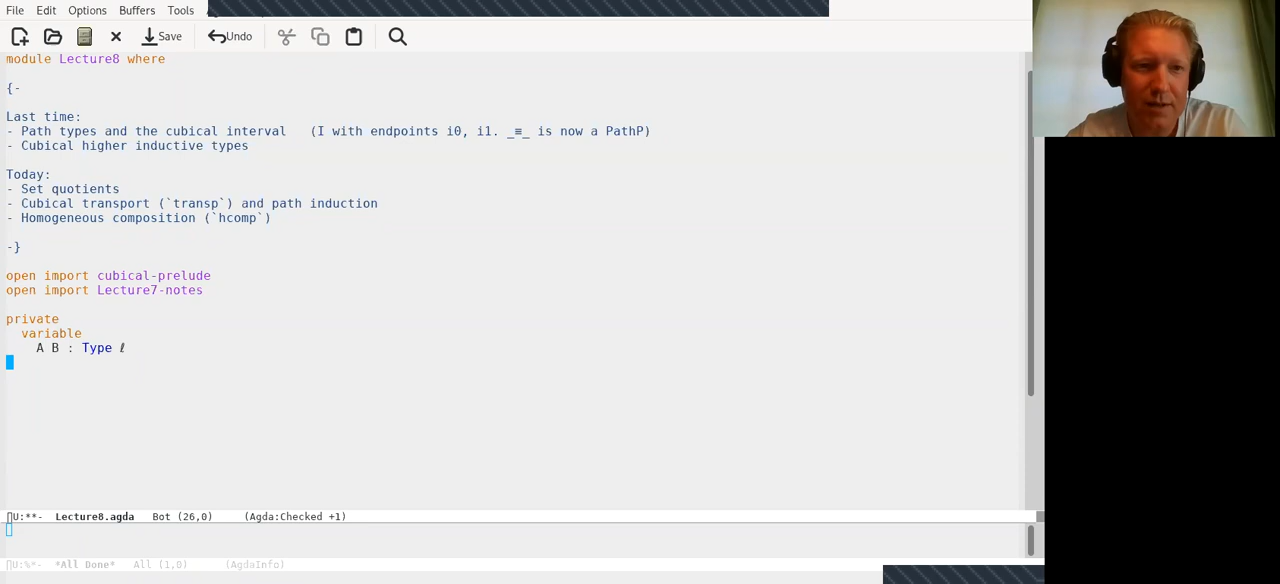 File Edit Options Buffers Tools
Save Undo
module Lecture8 where
{-
Last time:
- Path types and the cubical interval   (I with endpoints i0, i1. _≡_ is now a PathP)
- Cubical higher inductive types
Today:
- Set quotients
- Cubical transport (`transp`) and path induction
- Homogeneous composition (`hcomp`)
-}
open import cubical-prelude
open import Lecture7-notes
private
  variable
    A B : Type ℓ
U:**-  Lecture8.agda   Bot (26,0)     (Agda:Checked +1)
U:%*-  *All Done*   All (1,0)     (AgdaInfo)